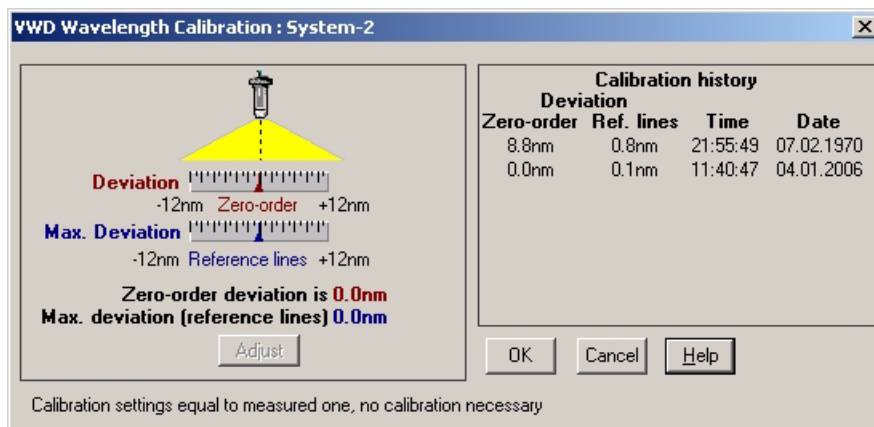 VWD Wavelength Calibration : System-2
Deviation
-12nm Zero-order +12nm
Max. Deviation
-12nm Reference lines +12nm
Zero-order deviation is 0.0nm
Max. deviation (reference lines) 0.0nm
Adjust
Calibration history
Deviation
Zero-order Ref. lines Time Date
8.8nm 0.8nm 21:55:49 07.02.1970
0.0nm 0.1nm 11:40:47 04.01.2006
OK Cancel Help
Calibration settings equal to measured one, no calibration necessary